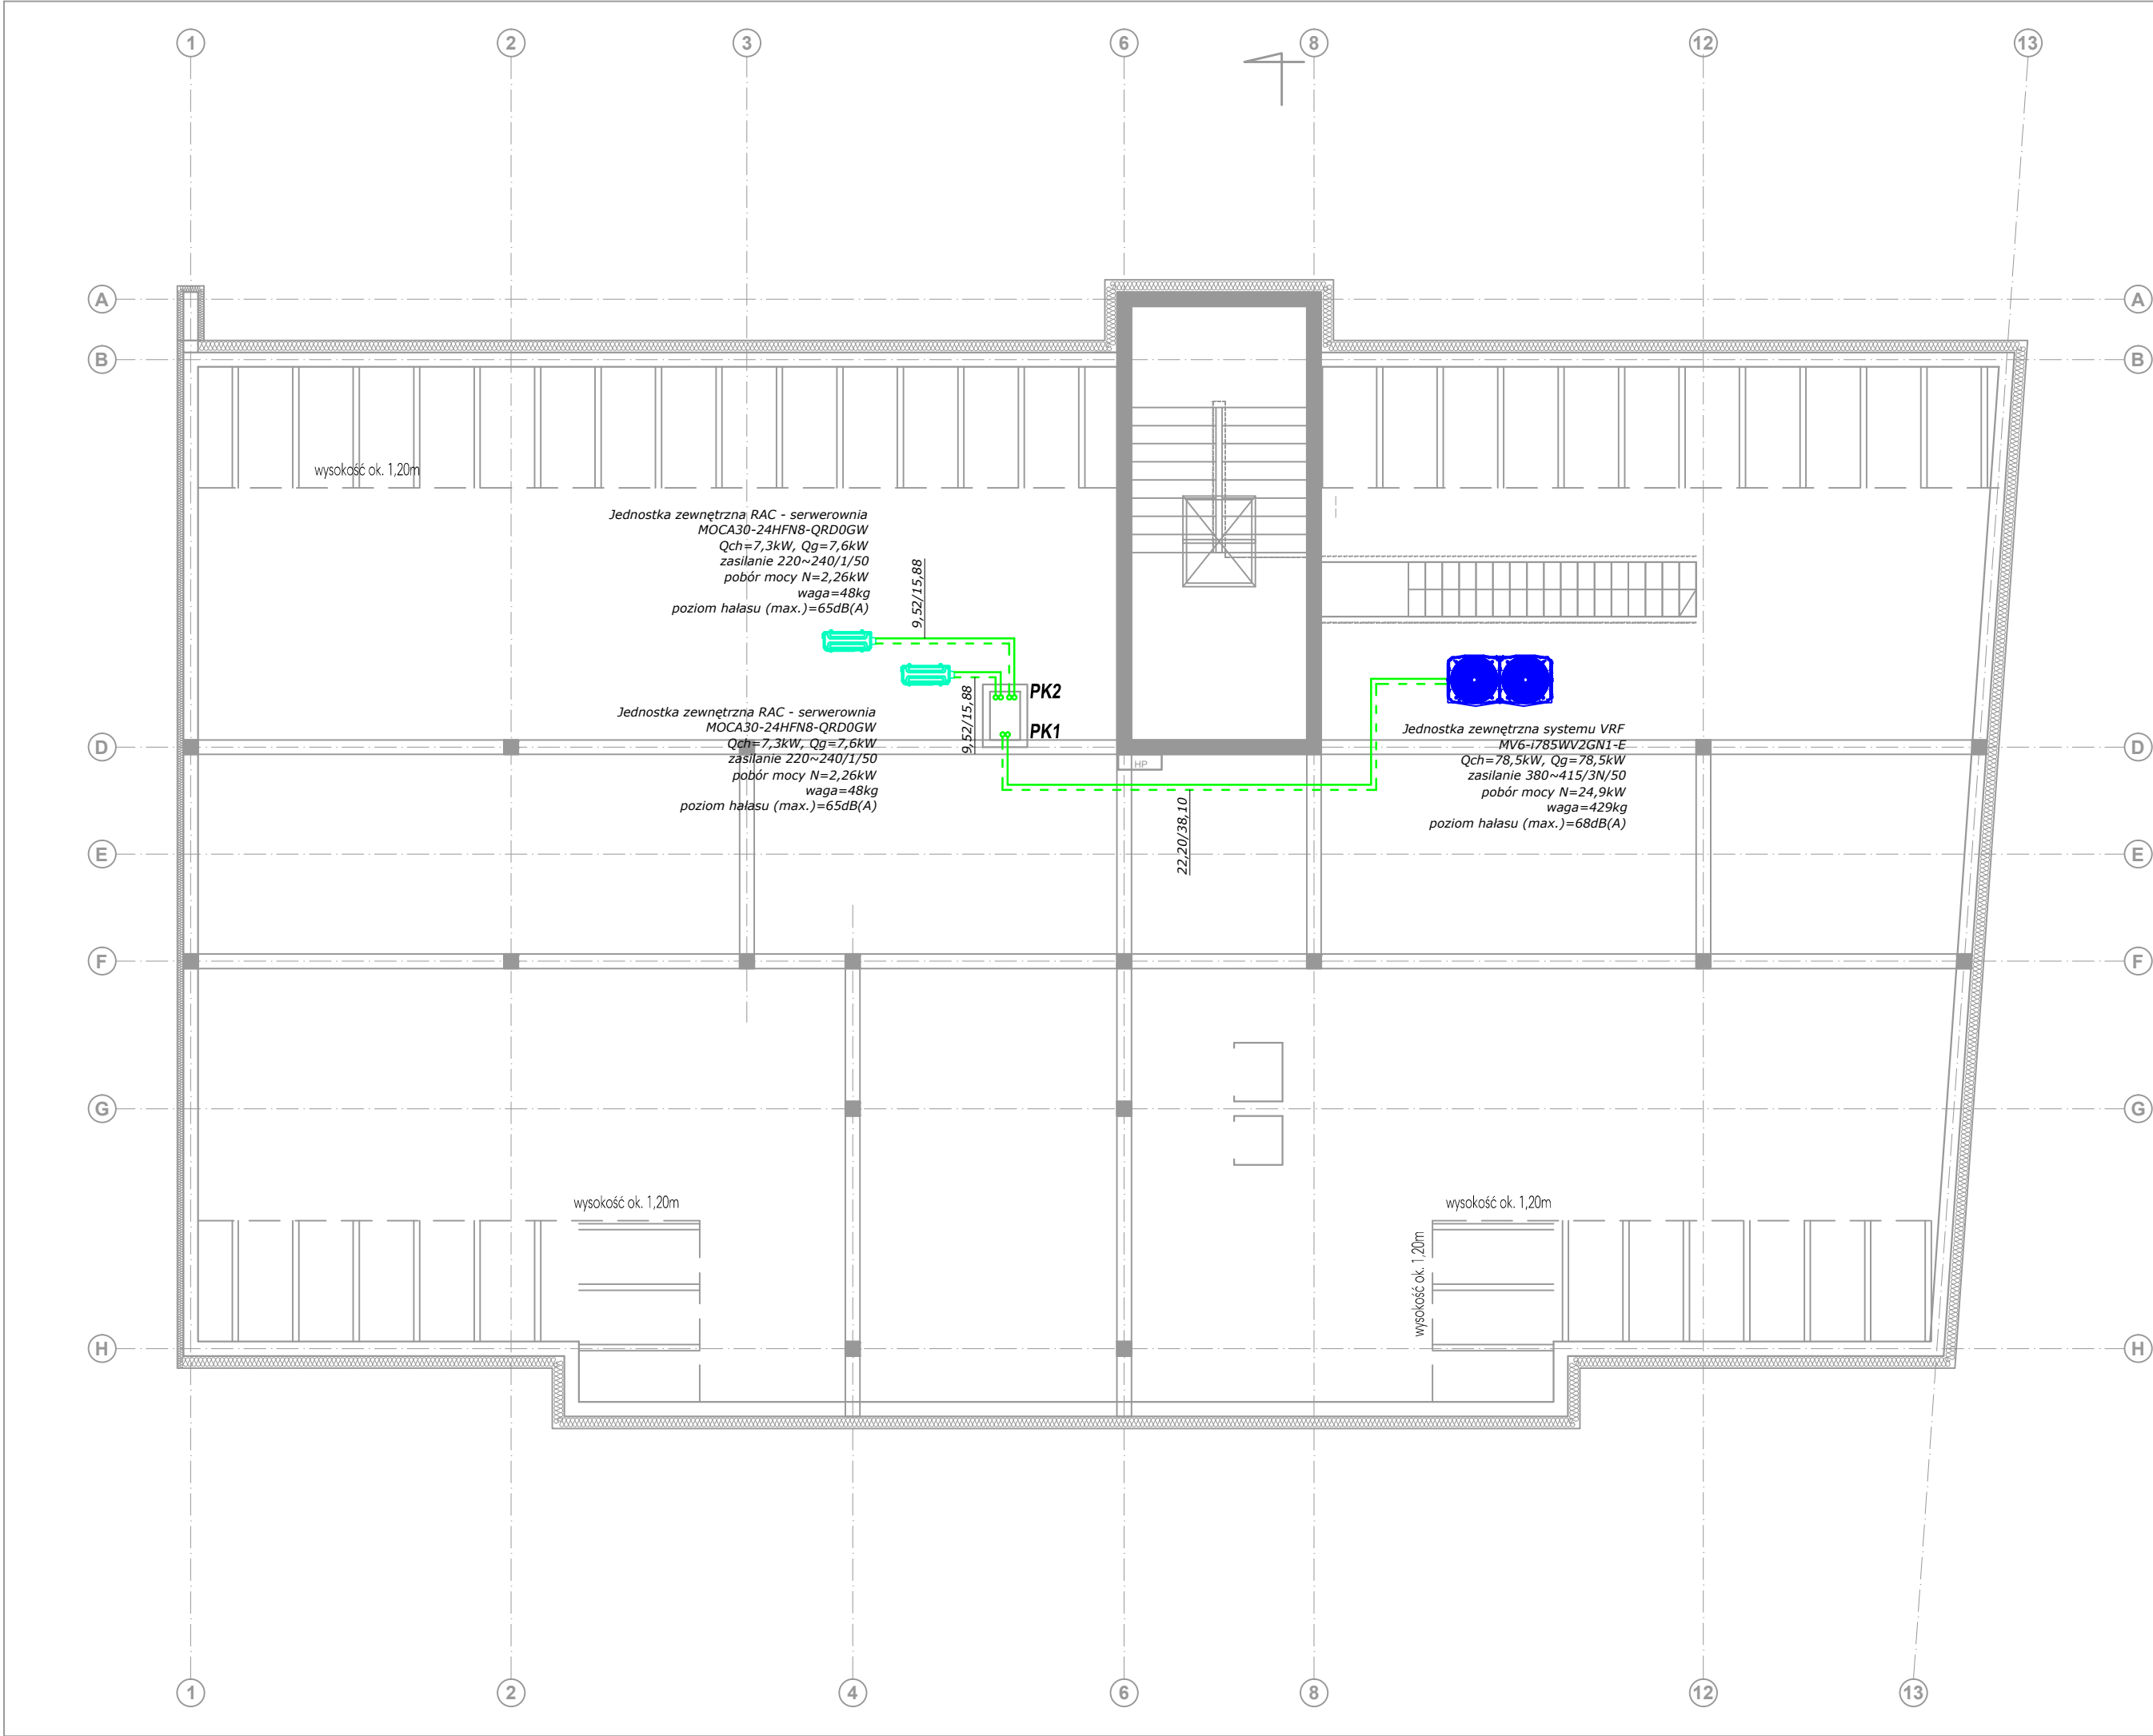 1 2 3 6 8 12 13
A A
B B
wysokość ok. 1,20m
Jednostka zewnętrzna RAC - serwerownia
MOCA30-24HFN8-QRD0GW
Qch=7,3kW, Qg=7,6kW
zasilanie 220~240/1/50
pobór mocy N=2,26kW
waga=48kg
poziom hałasu (max.)=65dB(A)
9,52/15,88
9,52/15,88
PK2
PK1
Jednostka zewnętrzna RAC - serwerownia
MOCA30-24HFN8-QRD0GW
Qch=7,3kW, Qg=7,6kW
zasilanie 220~240/1/50
pobór mocy N=2,26kW
waga=48kg
poziom hałasu (max.)=65dB(A)
HP
22,20/38,10
Jednostka zewnętrzna systemu VRF
MV6-i785WV2GN1-E
Qch=78,5kW, Qg=78,5kW
zasilanie 380~415/3N/50
pobór mocy N=24,9kW
waga=429kg
poziom hałasu (max.)=68dB(A)
D D
E E
F F
G G
wysokość ok. 1,20m
wysokość ok. 1,20m
wysokość ok. 1,20m
H H
1 2 4 6 8 12 13